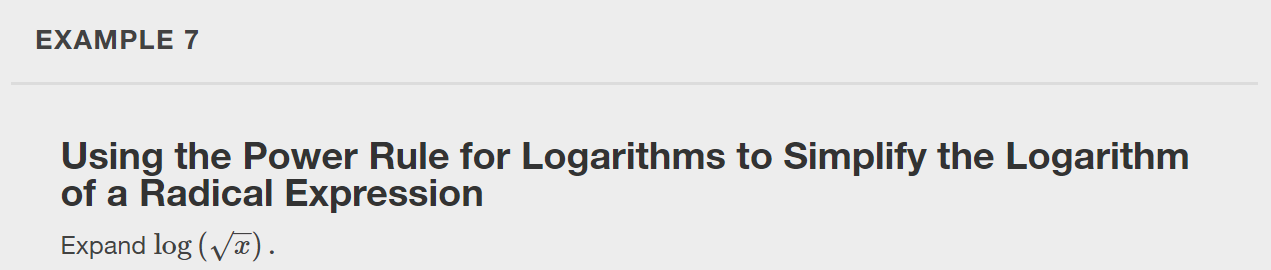 EXAMPLE 7
Using the Power Rule for Logarithms to Simplify the Logarithm
of a Radical Expression
Expand log (√x) .